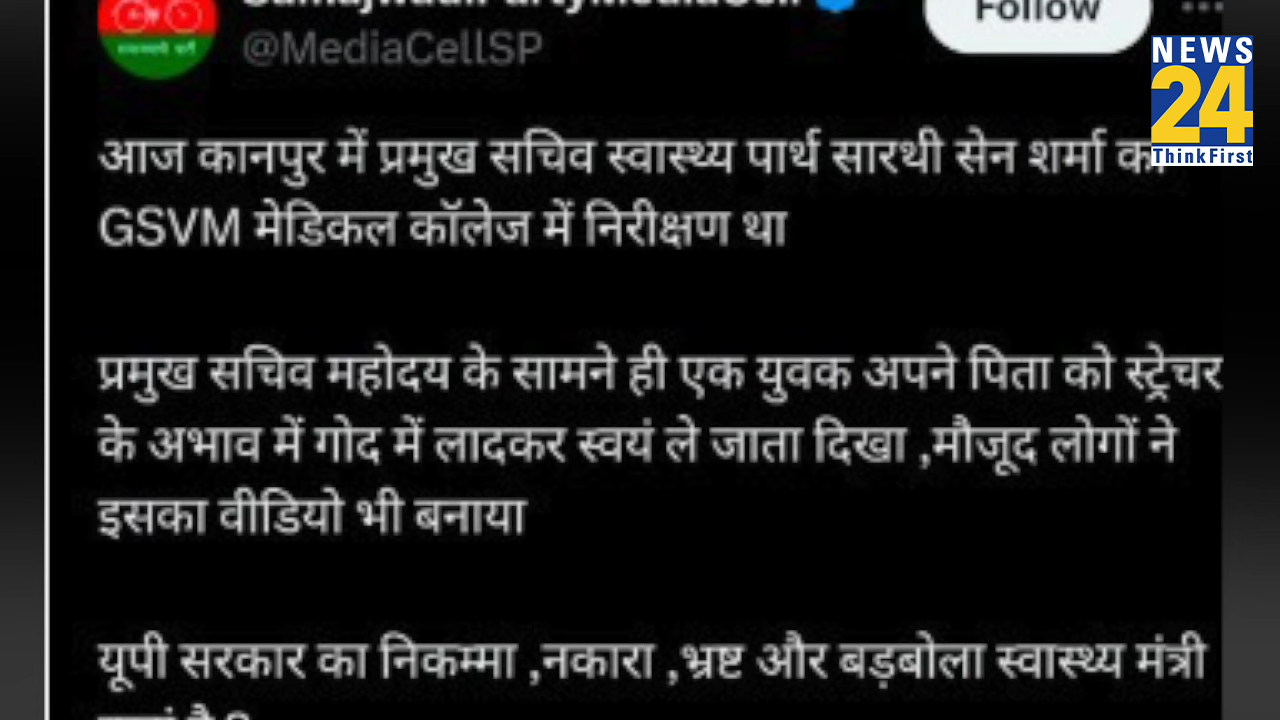 SamajwadiPartyMediaCell
Follow
@MediaCellSP
NEWS
24
ThinkFirst
आज कानपुर में प्रमुख सचिव स्वास्थ्य पार्थ सारथी सेन शर्मा का
GSVM मेडिकल कॉलेज में निरीक्षण था
प्रमुख सचिव महोदय के सामने ही एक युवक अपने पिता को स्ट्रेचर
के अभाव में गोद में लादकर स्वयं ले जाता दिखा ,मौजूद लोगों ने
इसका वीडियो भी बनाया
यूपी सरकार का निकम्मा ,नकारा ,भ्रष्ट और बड़बोला स्वास्थ्य मंत्री